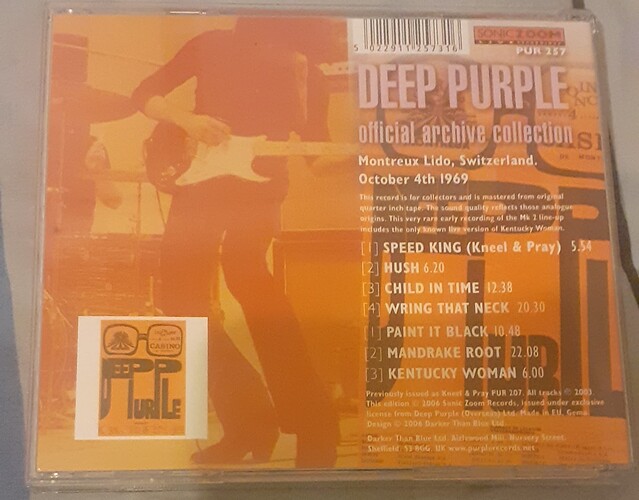 5 022911 257316
SONIC ZOOM
PUR 257
DEEP PURPLE
official archive collection
Montreux Lido, Switzerland.
October 4th 1969
This record is for collectors and is mastered from original
quarter inch tape. The sound quality reflects those analogue
origins. This very rare early recording of the Mk 2 line-up
includes the only known live version of Kentucky Woman.
[1] SPEED KING (Kneel & Pray) 5.54
[2] HUSH 6.20
[3] CHILD IN TIME 12.38
[4] WRING THAT NECK 20.30
[1] PAINT IT BLACK 10.48
[2] MANDRAKE ROOT 22.08
[3] KENTUCKY WOMAN 6.00
Previously issued as Kneel & Pray PUR 207. All tracks © 2003
This edition © 2006 Sonic Zoom Records, issued under exclusive
license from Deep Purple (Overseas) Ltd. Made in EU. Gema
Design © 2006 Darker Than Blue Ltd
Darker Than Blue Ltd. Aizlewood Mill. Nursery Street.
Sheffield. S3 8GG. UK www.purplerecords.net
CASINO
DEEP
PURPLE